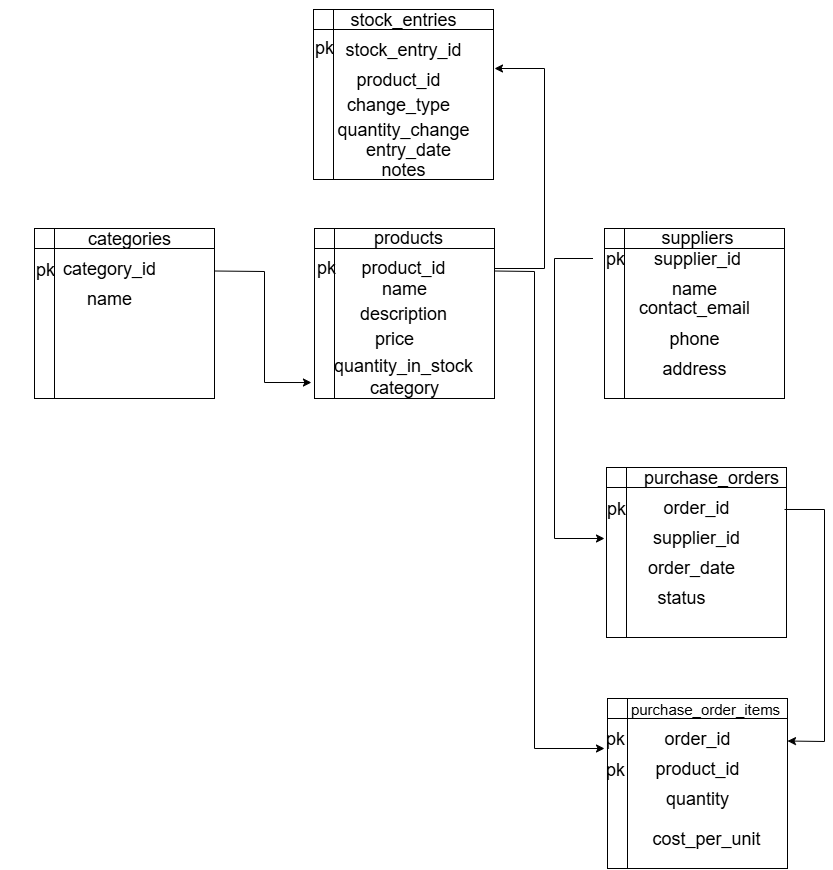 stock_entries
pk stock_entry_id
product_id
change_type
quantity_change
entry_date
notes
categories
pk category_id
name
products
pk product_id
name
description
price
quantity_in_stock
category
suppliers
pk supplier_id
name
contact_email
phone
address
purchase_orders
pk order_id
supplier_id
order_date
status
purchase_order_items
pk order_id
pk product_id
quantity
cost_per_unit